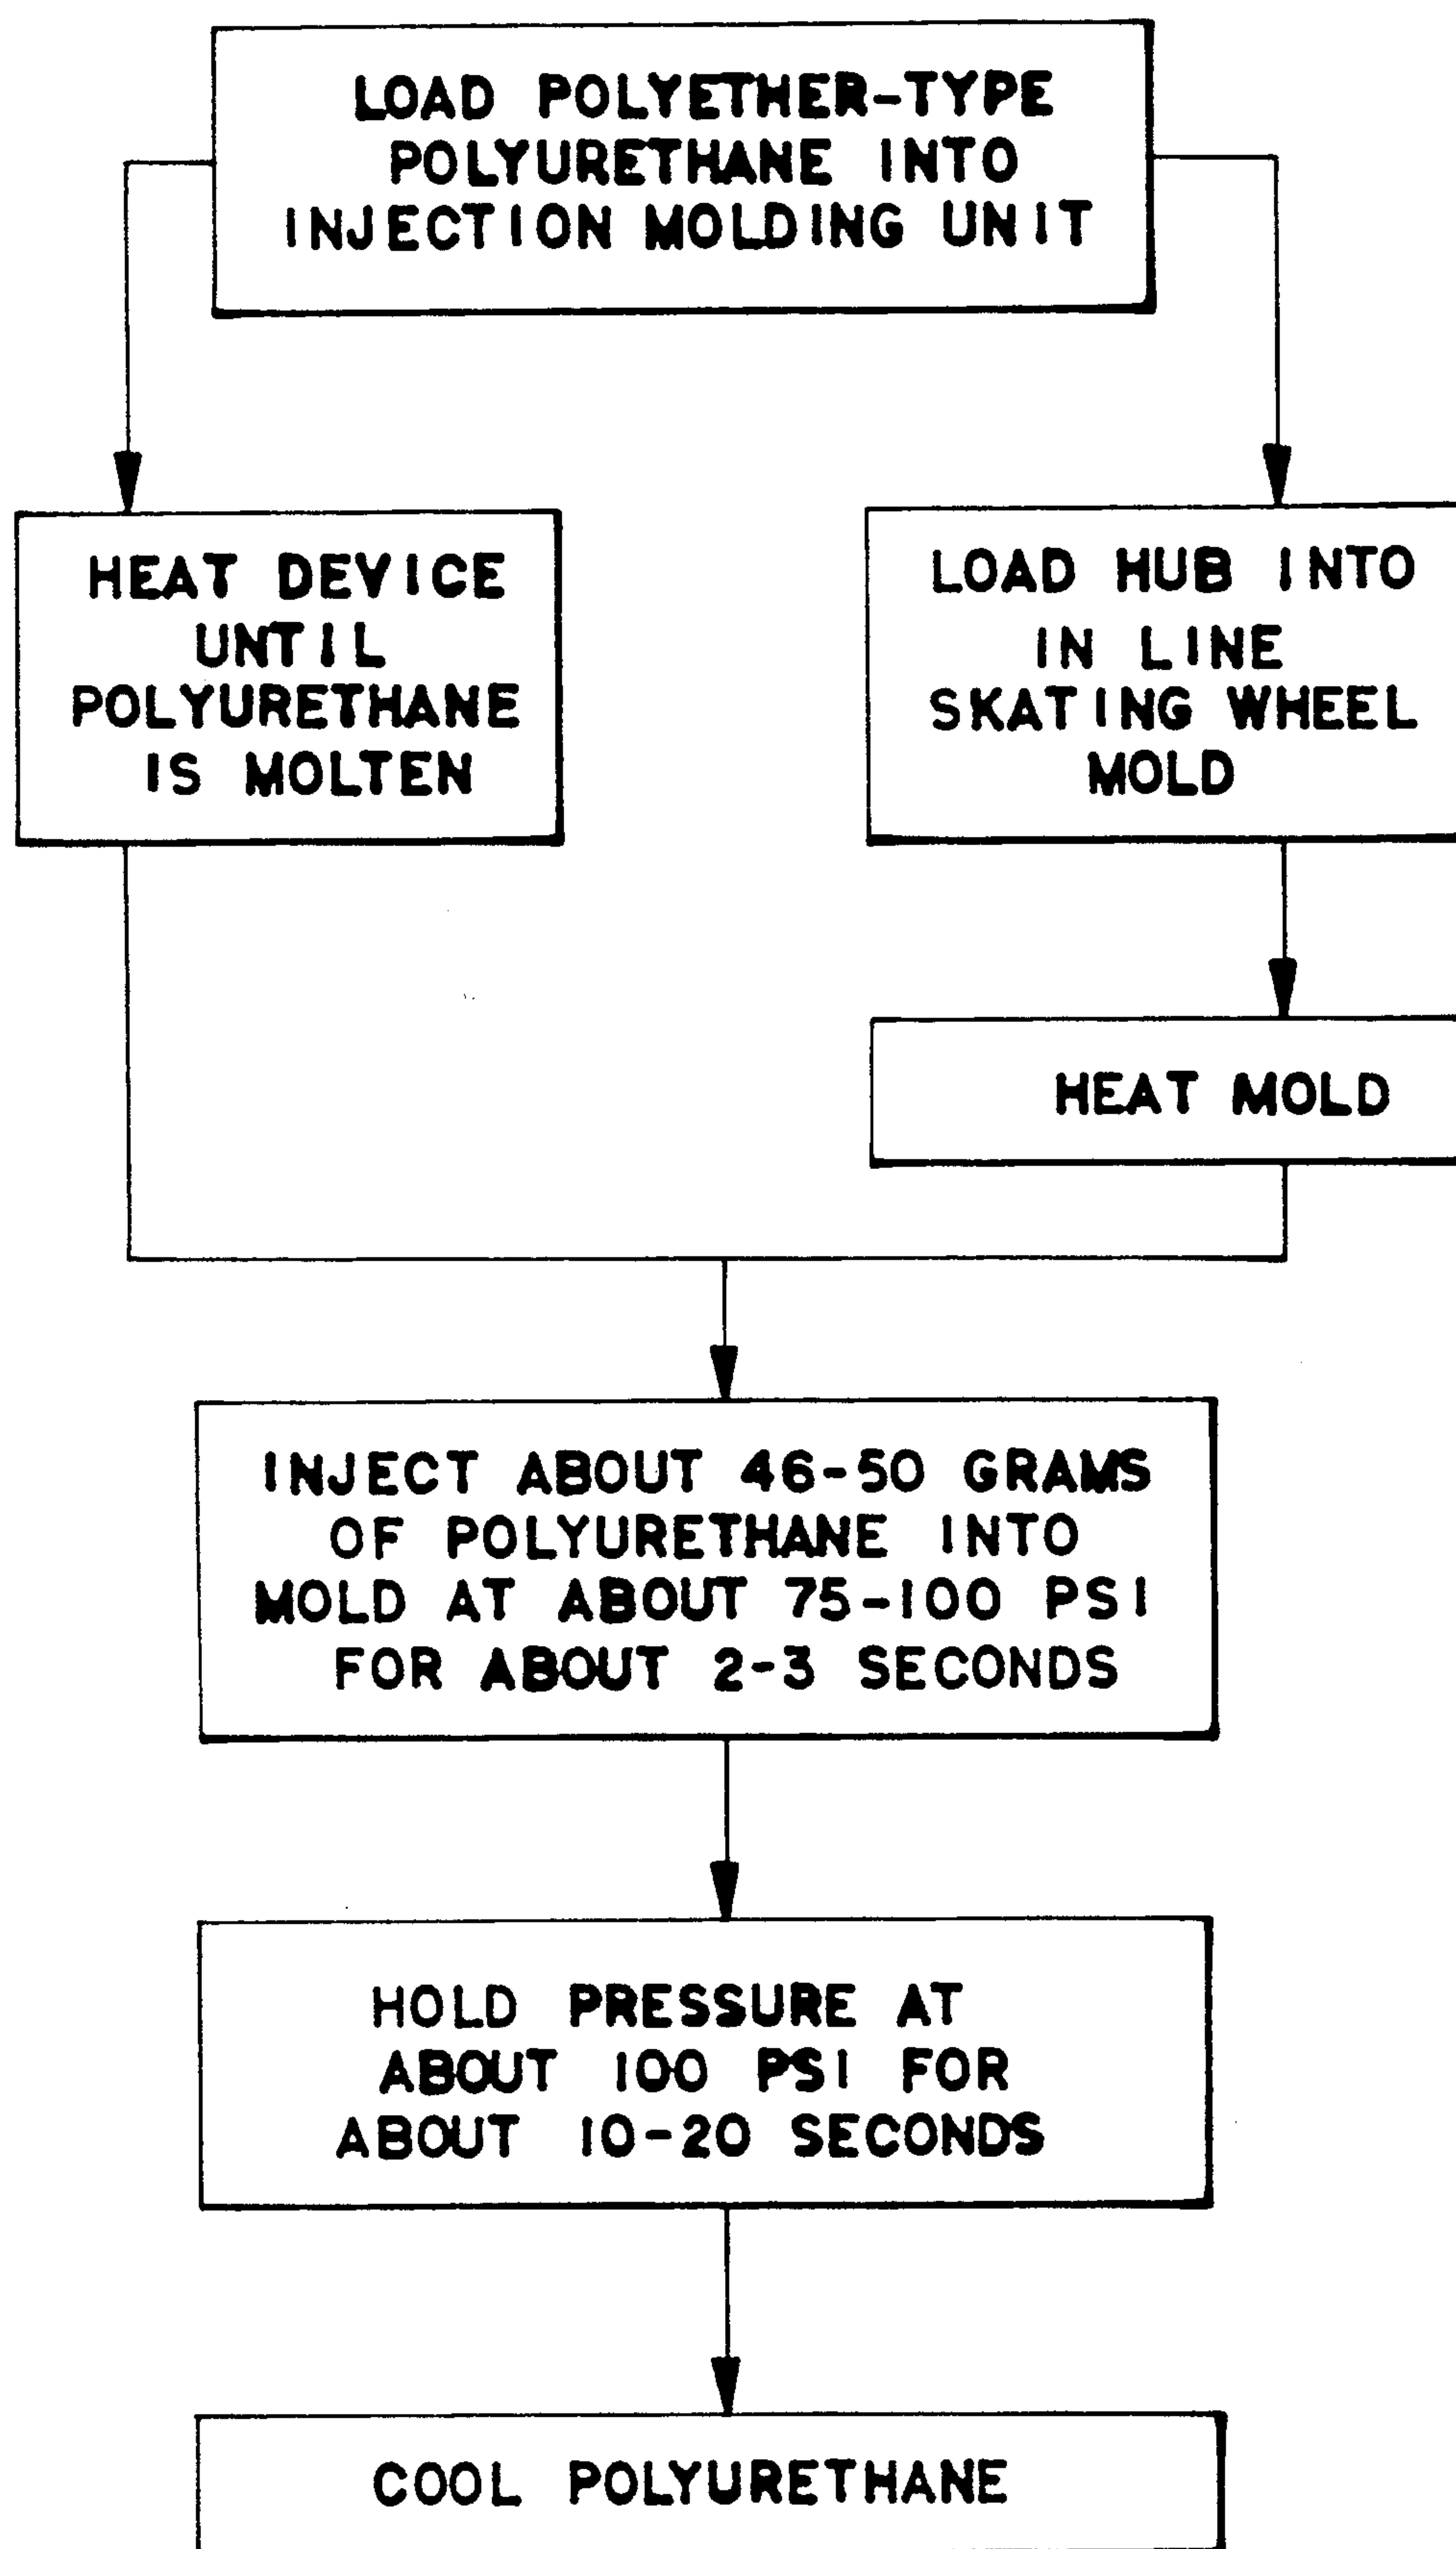 LOAD POLYETHER-TYPE
POLYURETHANE INTO
INJECTION MOLDING UNIT
HEAT DEVICE
UNTIL
POLYURETHANE
IS MOLTEN
LOAD HUB INTO
IN LINE
SKATING WHEEL
MOLD
HEAT MOLD
INJECT ABOUT 46-50 GRAMS
OF POLYURETHANE INTO
MOLD AT ABOUT 75-100 PSI
FOR ABOUT 2-3 SECONDS
HOLD PRESSURE AT
ABOUT 100 PSI FOR
ABOUT 10-20 SECONDS
COOL POLYURETHANE